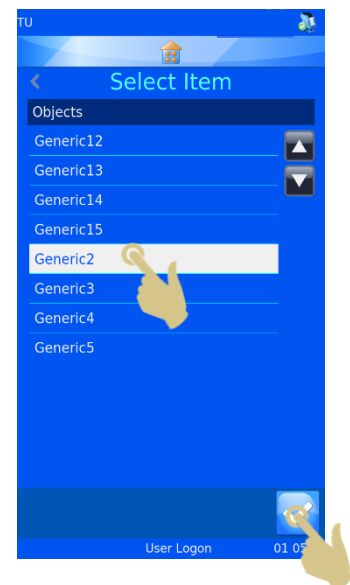 TU
Select Item
Objects
Generic12
Generic13
Generic14
Generic15
Generic2
Generic3
Generic4
Generic5
User Logon 01 05